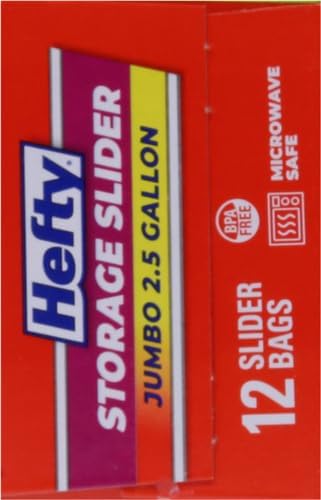 Hefty
STORAGE SLIDER
JUMBO 2.5 GALLON
12 SLIDER
BAGS
BPA
FREE
MICROWAVE
SAFE